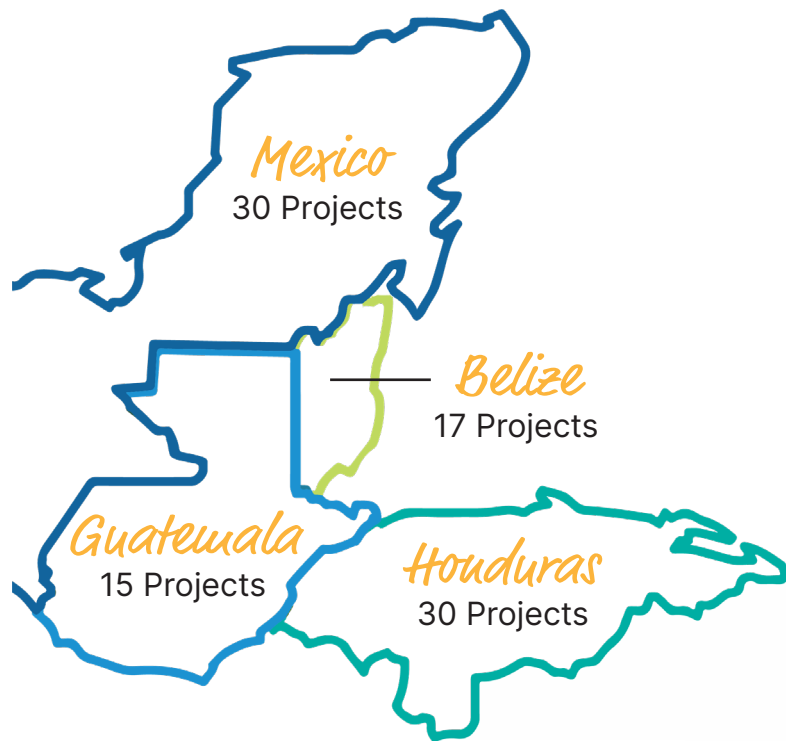 Mexico
30 Projects
Belize
17 Projects
Guatemala
15 Projects
Honduras
30 Projects